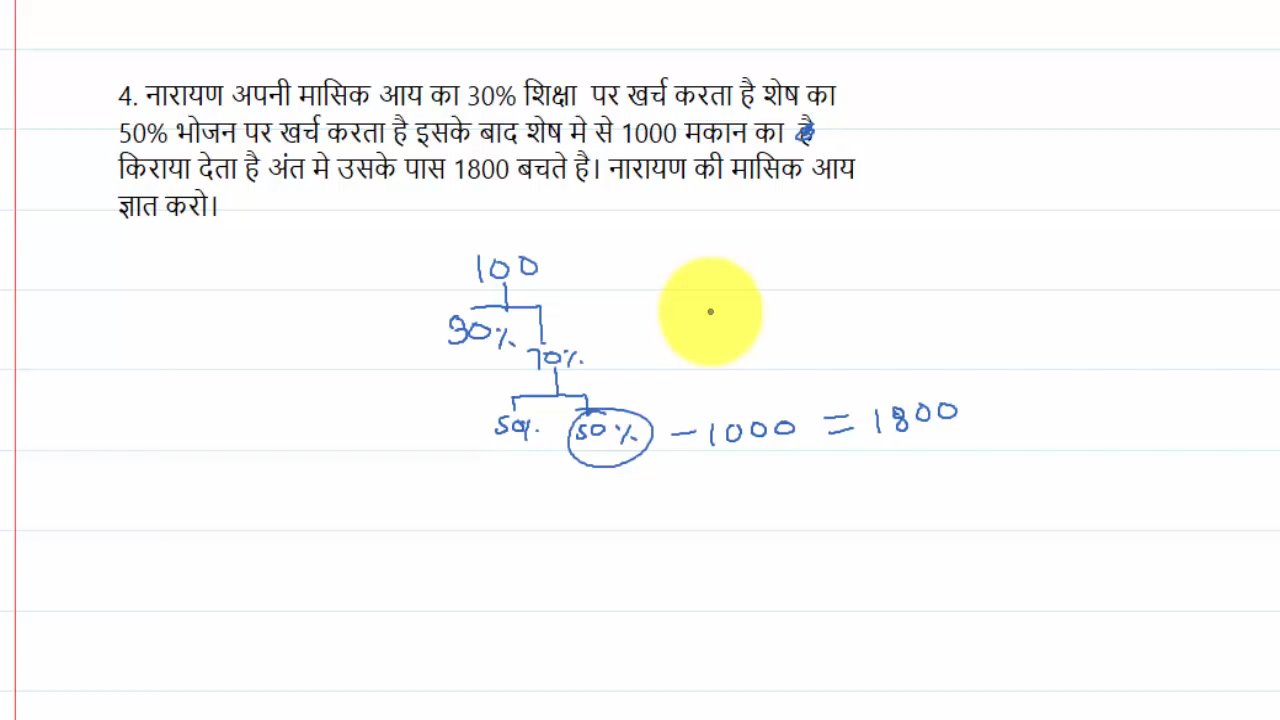 4. नारायण अपनी मासिक आय का 30% शिक्षा पर खर्च करता है शेष का
50% भोजन पर खर्च करता है इसके बाद शेष मे से 1000 मकान का है
किराया देता है अंत मे उसके पास 1800 बचते है। नारायण की मासिक आय
ज्ञात करो।
100
30%
70%
50% 50% - 1000 = 1800